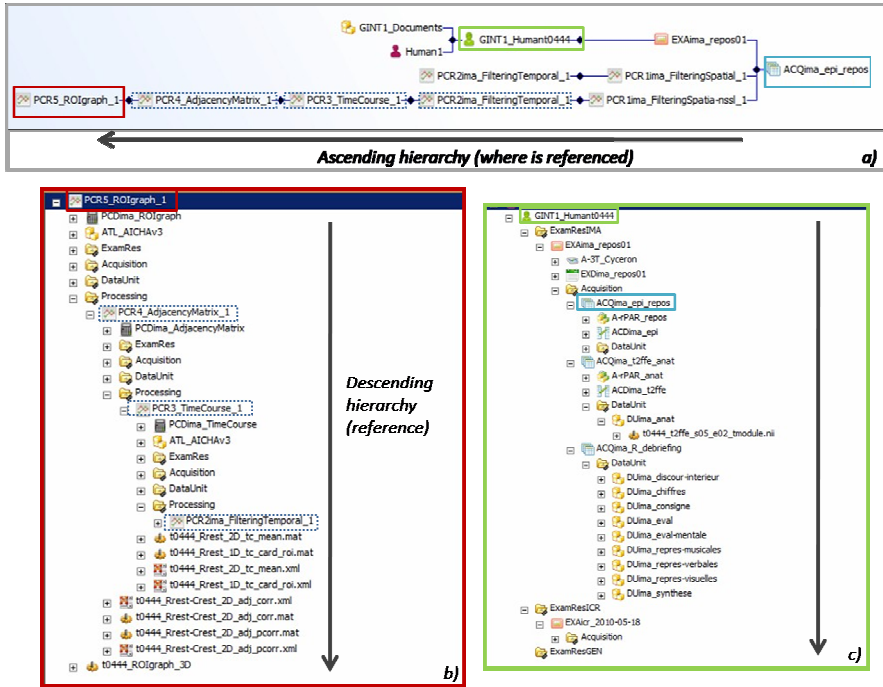 GINT1_Documents
Human1
GINT1_Humant0444
EXAima_repos01
ACQima_epi_repos
PCR2ima_FilteringTemporal_1
PCR1ima_FilteringSpatial_1
PCR5_ROIgraph_1
PCR4_AdjacencyMatrix_1
PCR3_TimeCourse_1
PCR2ima_FilteringTemporal_1
PCR1ima_FilteringSpatia-nssl_1
Ascending hierarchy (where is referenced)
a)
PCR5_ROIgraph_1
PCDima_ROIgraph
ATL_AICHAv3
ExamRes
Acquisition
DataUnit
Processing
PCR4_AdjacencyMatrix_1
PCDima_AdjacencyMatrix
ExamRes
Acquisition
DataUnit
Processing
PCR3_TimeCourse_1
PCDima_TimeCourse
ATL_AICHAv3
ExamRes
Acquisition
DataUnit
Processing
PCR2ima_FilteringTemporal_1
t0444_Rrest_2D_tc_mean.mat
t0444_Rrest_1D_tc_card_roi.mat
t0444_Rrest_2D_tc_mean.xml
t0444_Rrest_1D_tc_card_roi.xml
t0444_Rrest-Crest_2D_adj_corr.xml
t0444_Rrest-Crest_2D_adj_corr.mat
t0444_Rrest-Crest_2D_adj_pcorr.mat
t0444_Rrest-Crest_2D_adj_pcorr.xml
t0444_ROIgraph_3D
Descending
hierarchy
(reference)
b)
GINT1_Humant0444
ExamResIMA
EXAima_repos01
A-3T_Cyceron
EXDima_repos01
Acquisition
ACQima_epi_repos
A-rPAR_repos
ACDima_epi
DataUnit
ACQima_t2ffe_anat
A-rPAR_anat
ACDima_t2ffe
DataUnit
DUima_anat
t0444_t2ffe_s05_e02_tmodule.nii
ACQima_R_debriefing
DataUnit
DUima_discour-interieur
DUima_chiffres
DUima_consigne
DUima_eval
DUima_eval-mentale
DUima_repres-musicales
DUima_repres-verbales
DUima_repres-visuelles
DUima_synthese
ExamResICR
EXAicr_2010-05-18
Acquisition
ExamResGEN
c)